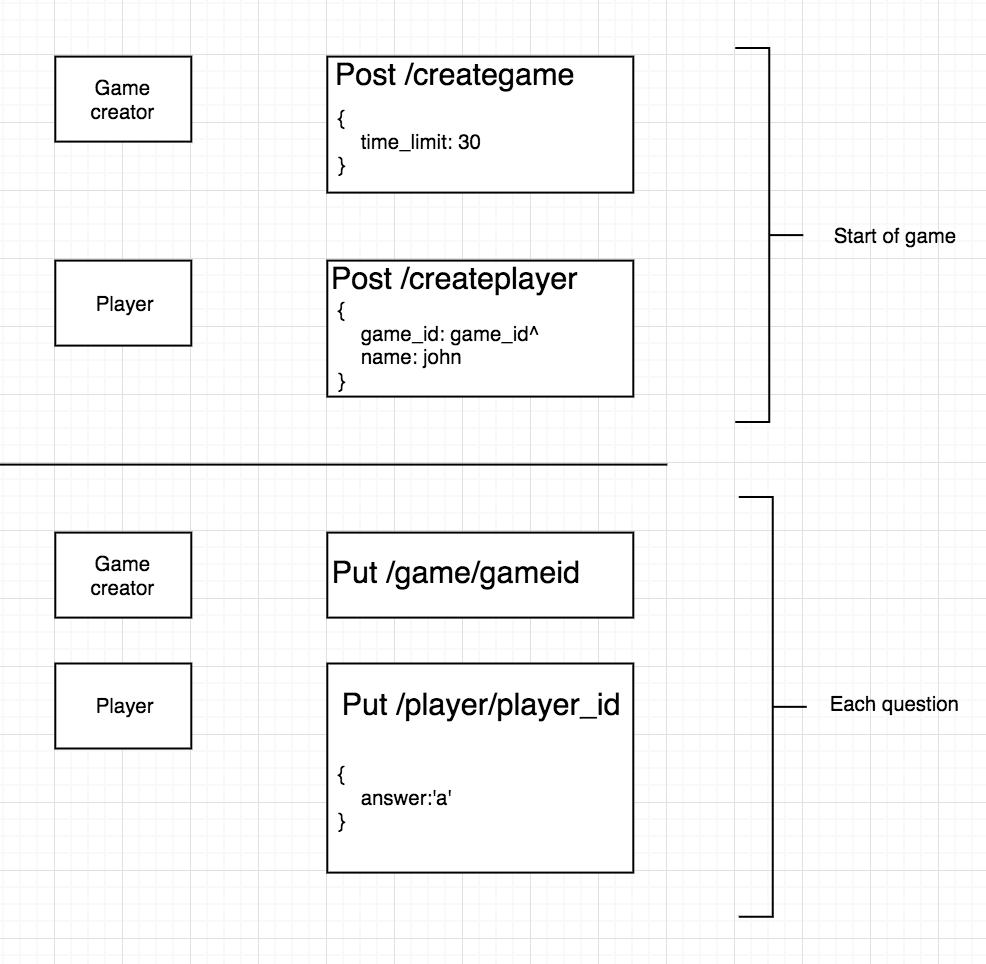 Game
creator
Post /creategame
{
time_limit: 30
}
Start of game
Player
Post /createplayer
{
game_id: game_id^
name: john
}
Game
creator
Put /game/gameid
Player
Put /player/player_id
Each question
{
answer:'a'
}